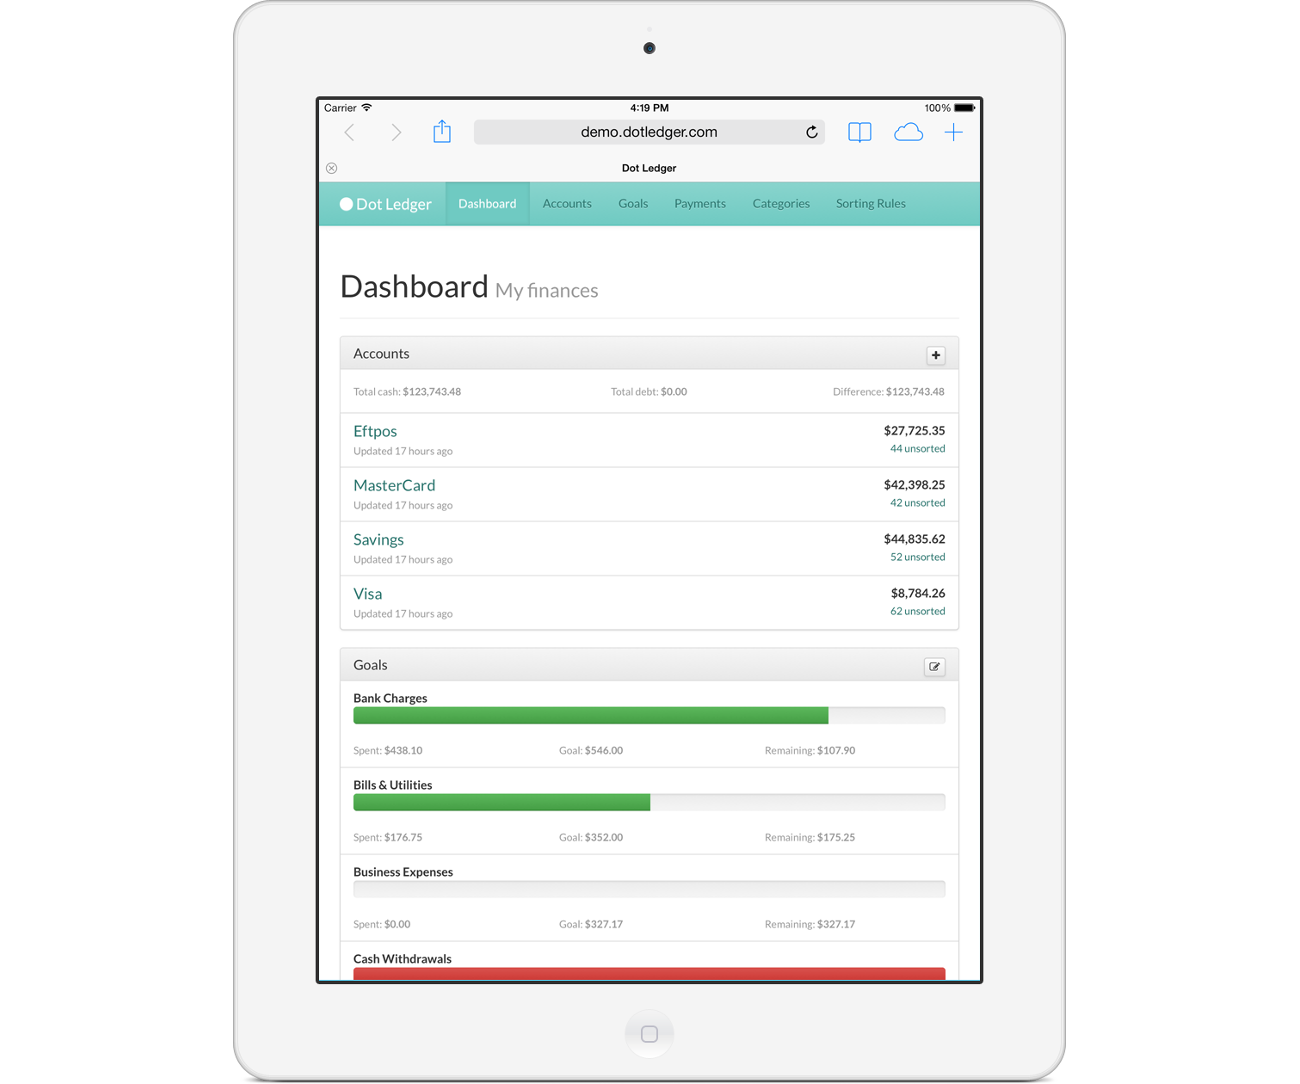 Carrier 4:19 PM 100%
demo.dotledger.com
Dot Ledger
Dot Ledger Dashboard Accounts Goals Payments Categories Sorting Rules
Dashboard My finances
Accounts
Total cash: $123,743.48 Total debt: $0.00 Difference: $123,743.48
Eftpos $27,725.35
Updated 17 hours ago 44 unsorted
MasterCard $42,398.25
Updated 17 hours ago 42 unsorted
Savings $44,835.62
Updated 17 hours ago 52 unsorted
Visa $8,784.26
Updated 17 hours ago 62 unsorted
Goals
Bank Charges
Spent: $438.10 Goal: $546.00 Remaining: $107.90
Bills & Utilities
Spent: $176.75 Goal: $352.00 Remaining: $175.25
Business Expenses
Spent: $0.00 Goal: $327.17 Remaining: $327.17
Cash Withdrawals